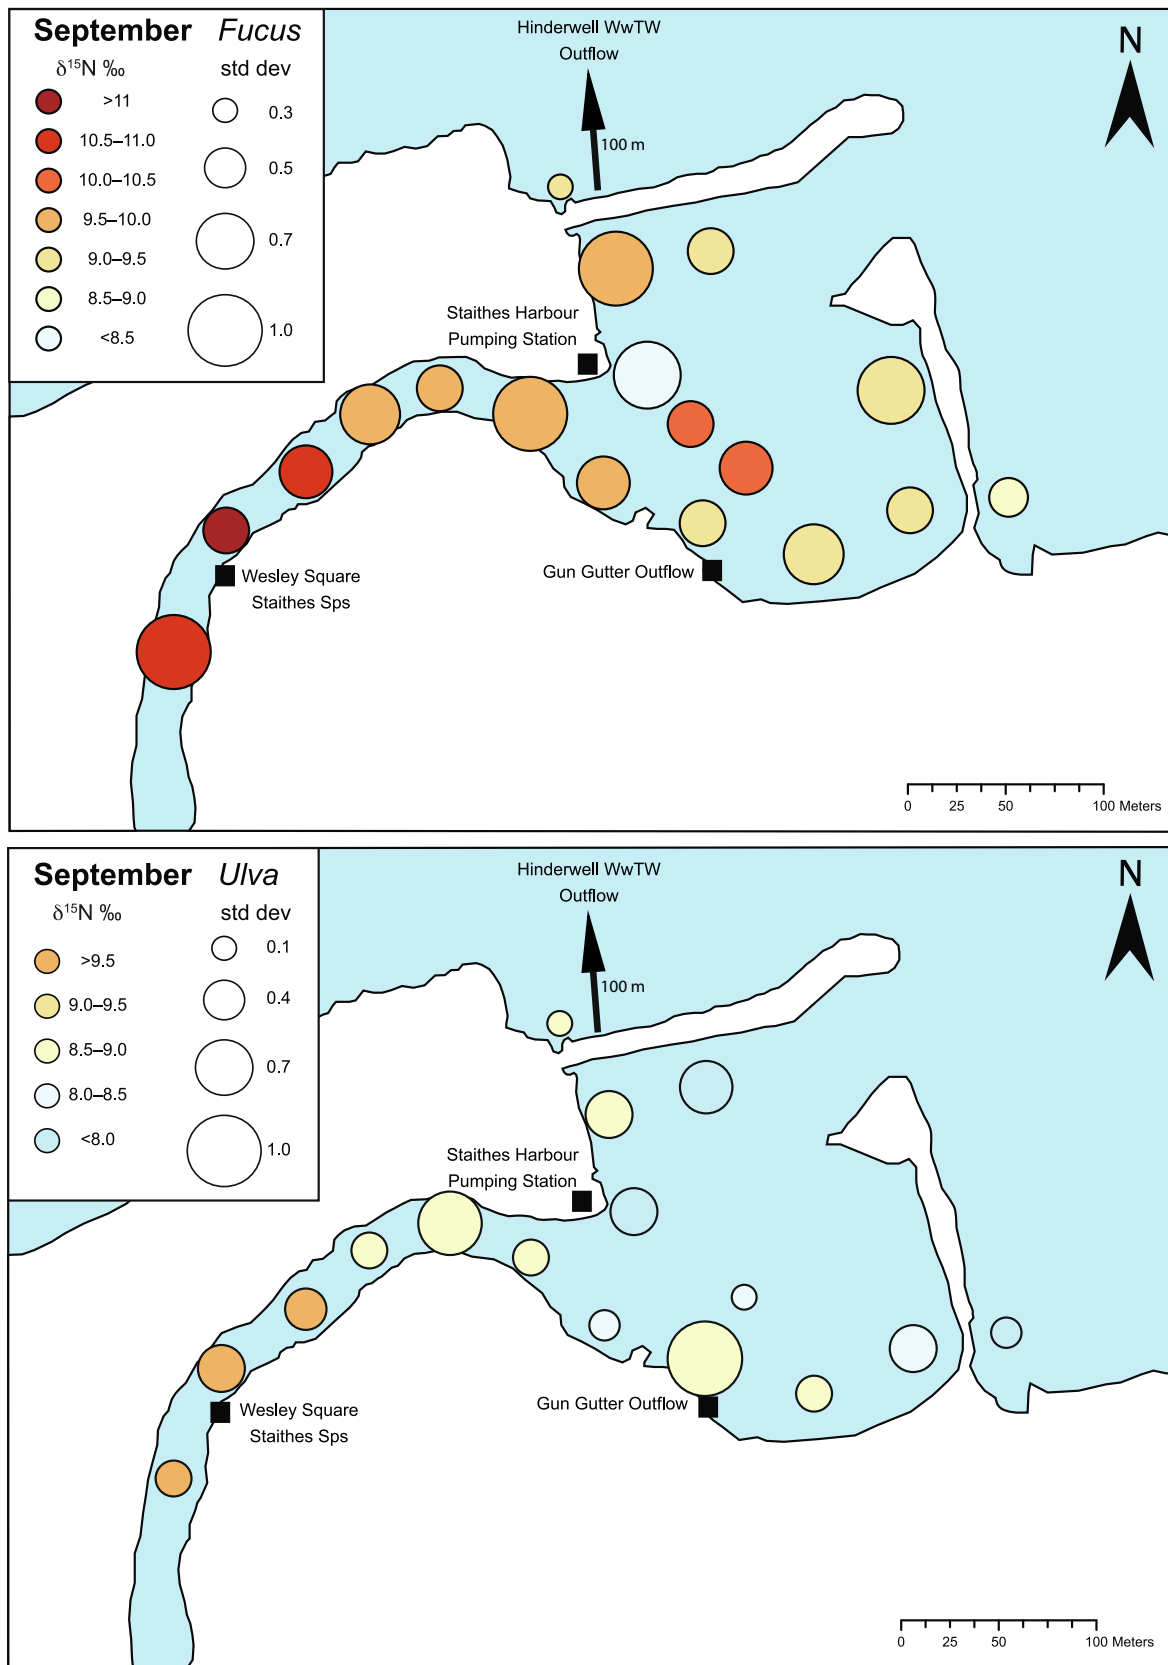 September Fucus
δ15N ‰ std dev
>11
10.5–11.0
10.0–10.5
9.5–10.0
9.0–9.5
8.5–9.0
<8.5
0.3
0.5
0.7
1.0
Hinderwell WwTW
Outflow
100 m
N
Staithes Harbour
Pumping Station
Wesley Square
Staithes Sps
Gun Gutter Outflow
0 25 50 100 Meters
September Ulva
δ15N ‰ std dev
>9.5
9.0–9.5
8.5–9.0
8.0–8.5
<8.0
0.1
0.4
0.7
1.0
Hinderwell WwTW
Outflow
100 m
N
Staithes Harbour
Pumping Station
Wesley Square
Staithes Sps
Gun Gutter Outflow
0 25 50 100 Meters